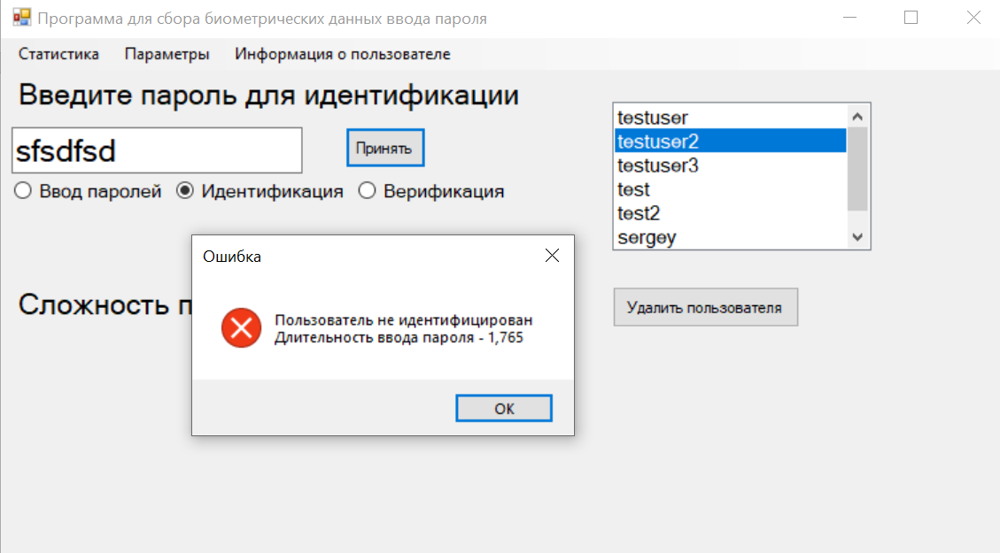 Программа для сбора биометрических данных ввода пароля
Статистика Параметры Информация о пользователе
Введите пароль для идентификации
sfsdfsd
Принять
Ввод паролей Идентификация Верификация
testuser
testuser2
testuser3
test
test2
sergey
Ошибка
Пользователь не идентифицирован
Длительность ввода пароля - 1,765
OK
Сложность п
Удалить пользователя